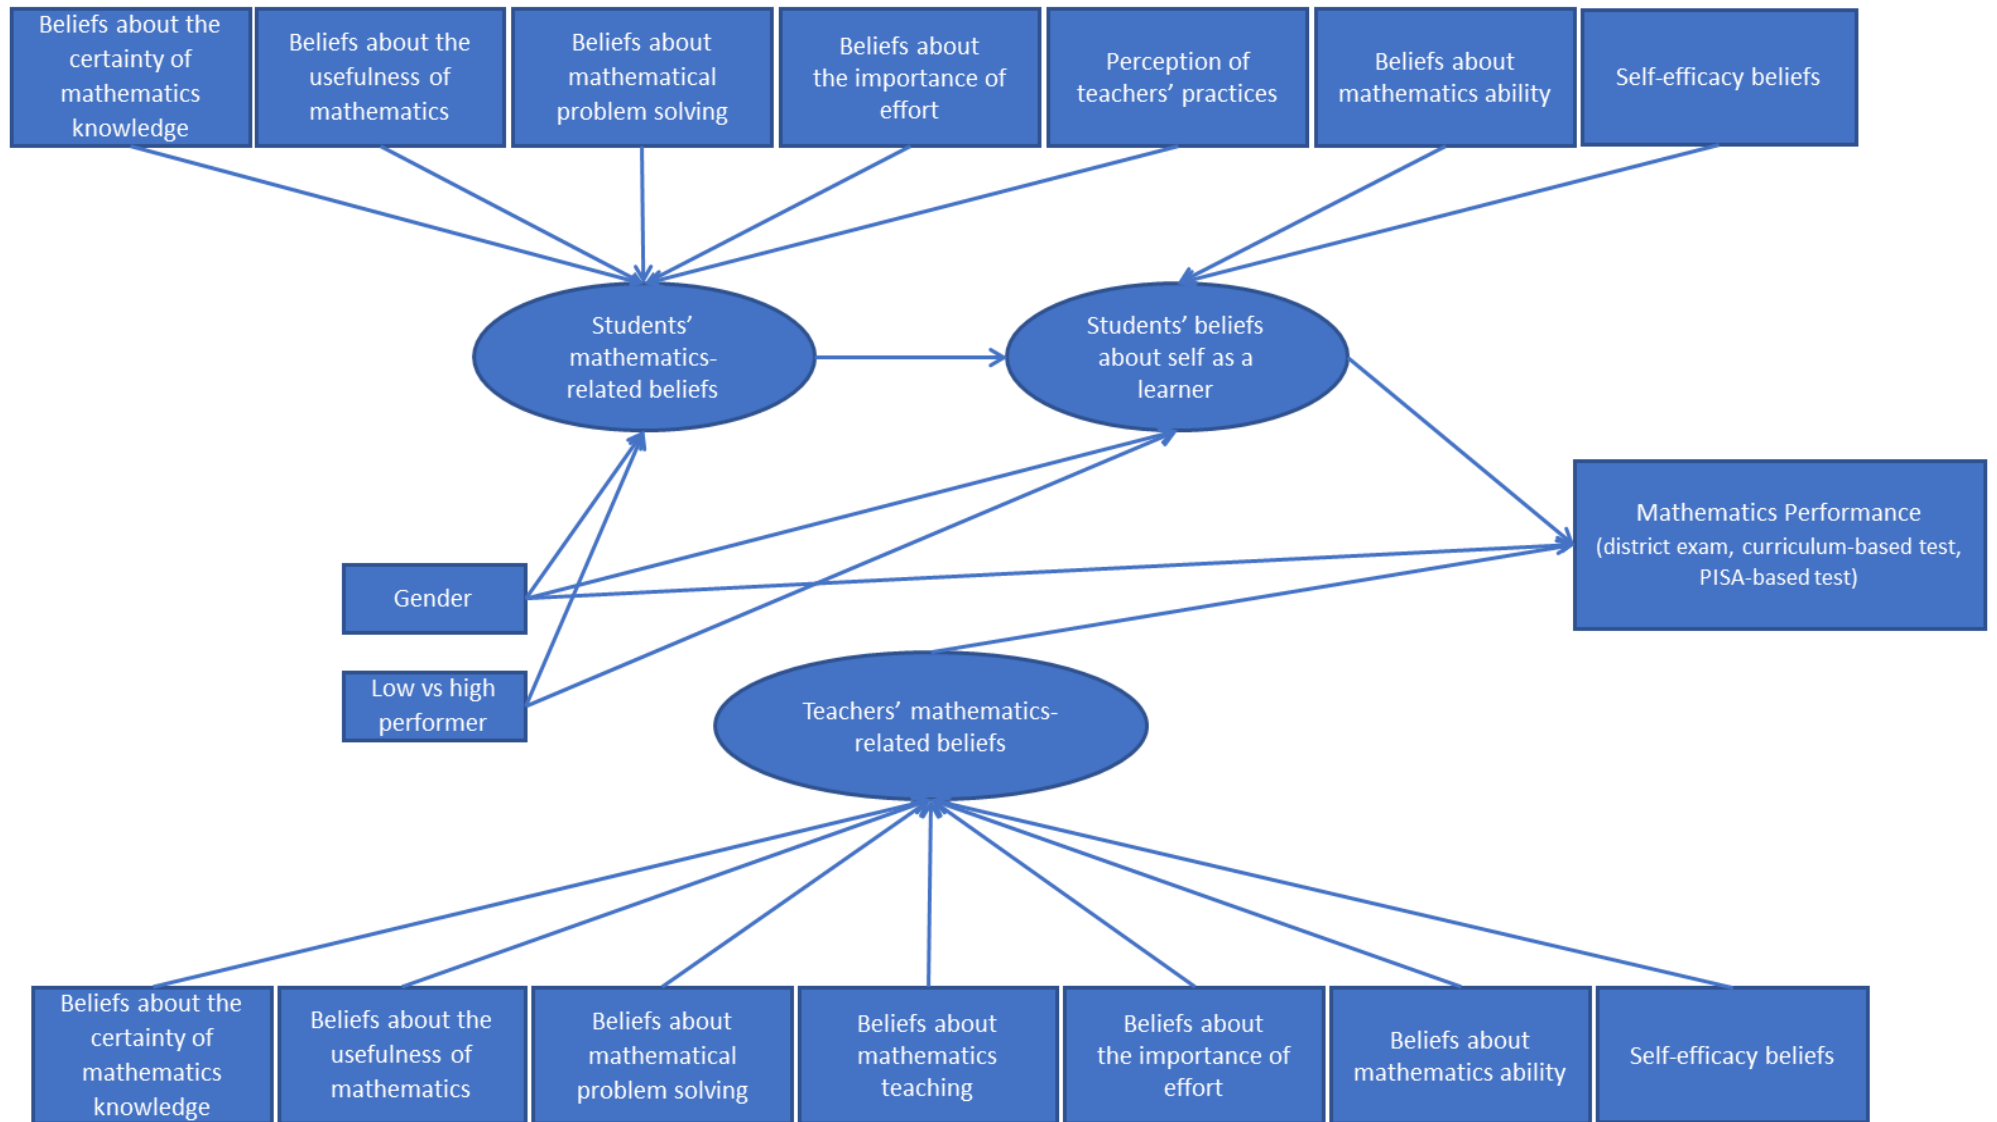 Beliefs about the
certainty of
mathematics
knowledge
Beliefs about the
usefulness of
mathematics
Beliefs about
mathematical
problem solving
Beliefs about
the importance of
effort
Perception of
teachers’ practices
Beliefs about
mathematics ability
Self-efficacy beliefs
Students’
mathematics-
related beliefs
Students’ beliefs
about self as a
learner
Mathematics Performance
(district exam, curriculum-based test,
PISA-based test)
Gender
Low vs high
performer
Teachers’ mathematics-
related beliefs
Beliefs about the
certainty of
mathematics
knowledge
Beliefs about the
usefulness of
mathematics
Beliefs about
mathematical
problem solving
Beliefs about
mathematics
teaching
Beliefs about
the importance of
effort
Beliefs about
mathematics ability
Self-efficacy beliefs